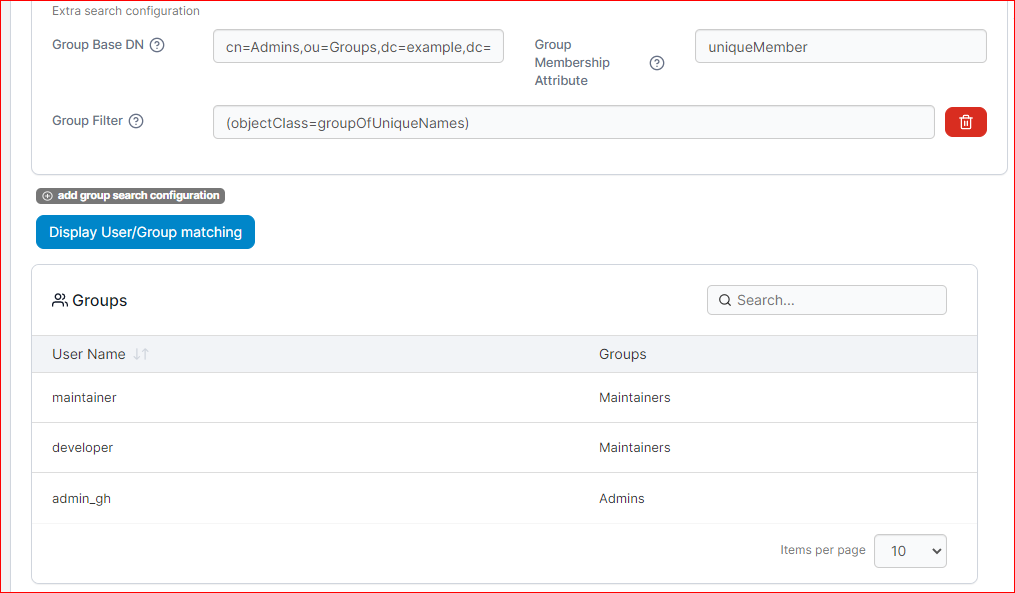 Extra search configuration
Group Base DN
cn=Admins,ou=Groups,dc=example,dc=
Group
Membership
Attribute
uniqueMember
Group Filter
(objectClass=groupOfUniqueNames)
add group search configuration
Display User/Group matching
Groups
Search...
User Name Groups
maintainer Maintainers
developer Maintainers
admin_gh Admins
Items per page 10